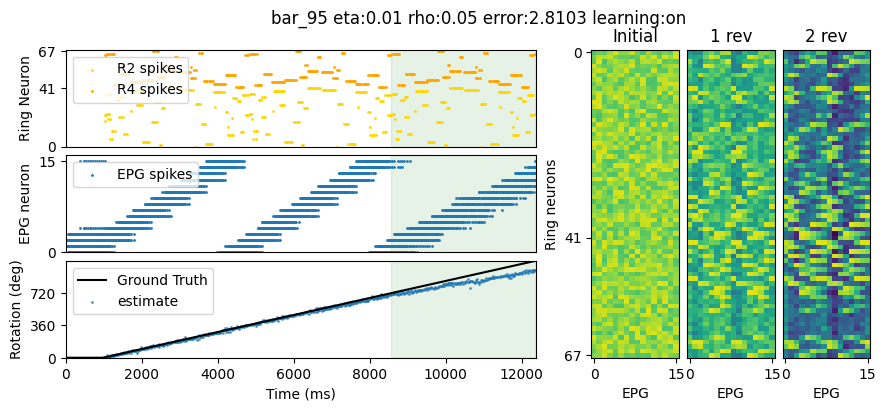 bar_95 eta:0.01 rho:0.05 error:2.8103 learning:on
67
41
0
Ring Neuron
R2 spikes
R4 spikes
15
0
EPG neuron
EPG spikes
720
360
0
Rotation (deg)
Ground Truth
estimate
0 2000 4000 6000 8000 10000 12000
Time (ms)
Initial 1 rev 2 rev
0
41
67
Ring neurons
0 15 0 15 0 15
EPG EPG EPG